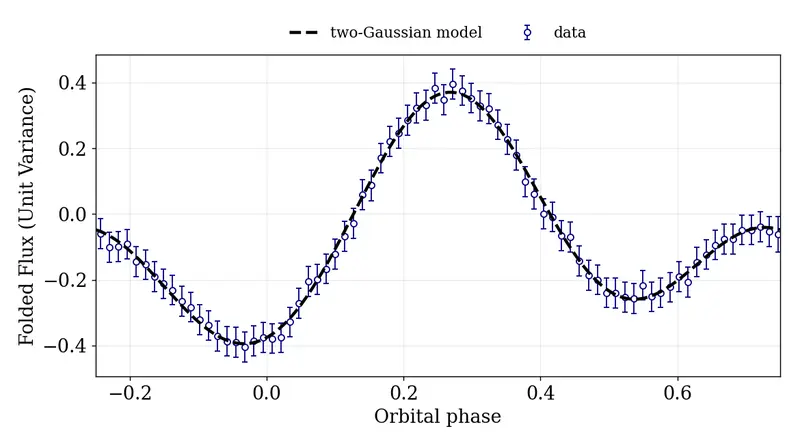 two-Gaussian model
data
Folded Flux (Unit Variance)
0.4
0.2
0.0
−0.2
−0.4
−0.2
0.0
0.2
0.4
0.6
Orbital phase